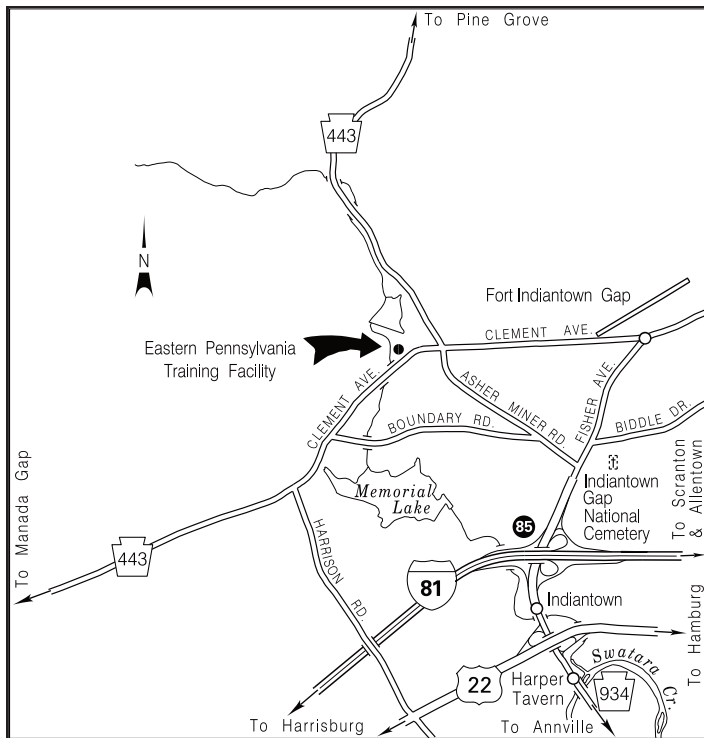 To Pine Grove
443
N
Fort Indiantown Gap
CLEMENT AVE.
Eastern Pennsylvania
Training Facility
CLEMENT AVE.
ASHER MINER RD.
FISHER AVE.
BIDDLE DR.
BOUNDARY RD.
Indiantown
Gap
National
Cemetery
To Scranton
& Allentown
Memorial
Lake
85
To Manada Gap
443
HARRISON RD.
81
Indiantown
To Hamburg
22
Harper
Tavern
Swatara Cr.
934
To Harrisburg
To Annville